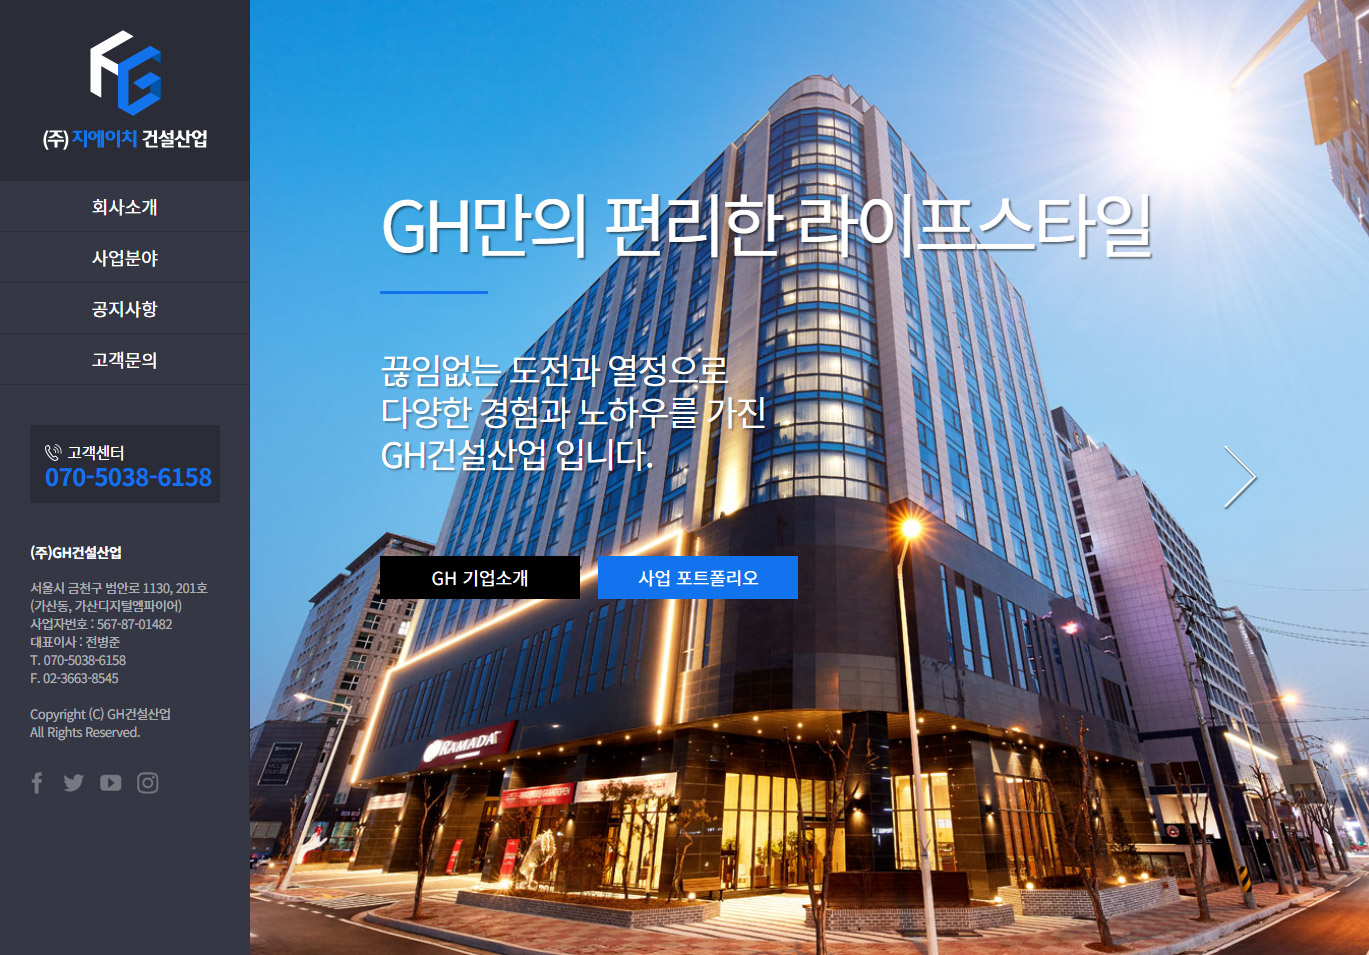 (주) 지에이치 건설산업
회사소개
사업분야
공지사항
고객문의
고객센터
070-5038-6158
(주)GH건설산업
서울시 금천구 범안로 1130, 201호
(가산동, 가산디지털엠파이어)
사업자번호 : 567-87-01482
대표이사 : 전병준
T. 070-5038-6158
F. 02-3663-8545
Copyright (C) GH건설산업
All Rights Reserved.
GH만의 편리한 라이프스타일
끊임없는 도전과 열정으로
다양한 경험과 노하우를 가진
GH건설산업 입니다.
GH 기업소개
사업 포트폴리오
RAMADA